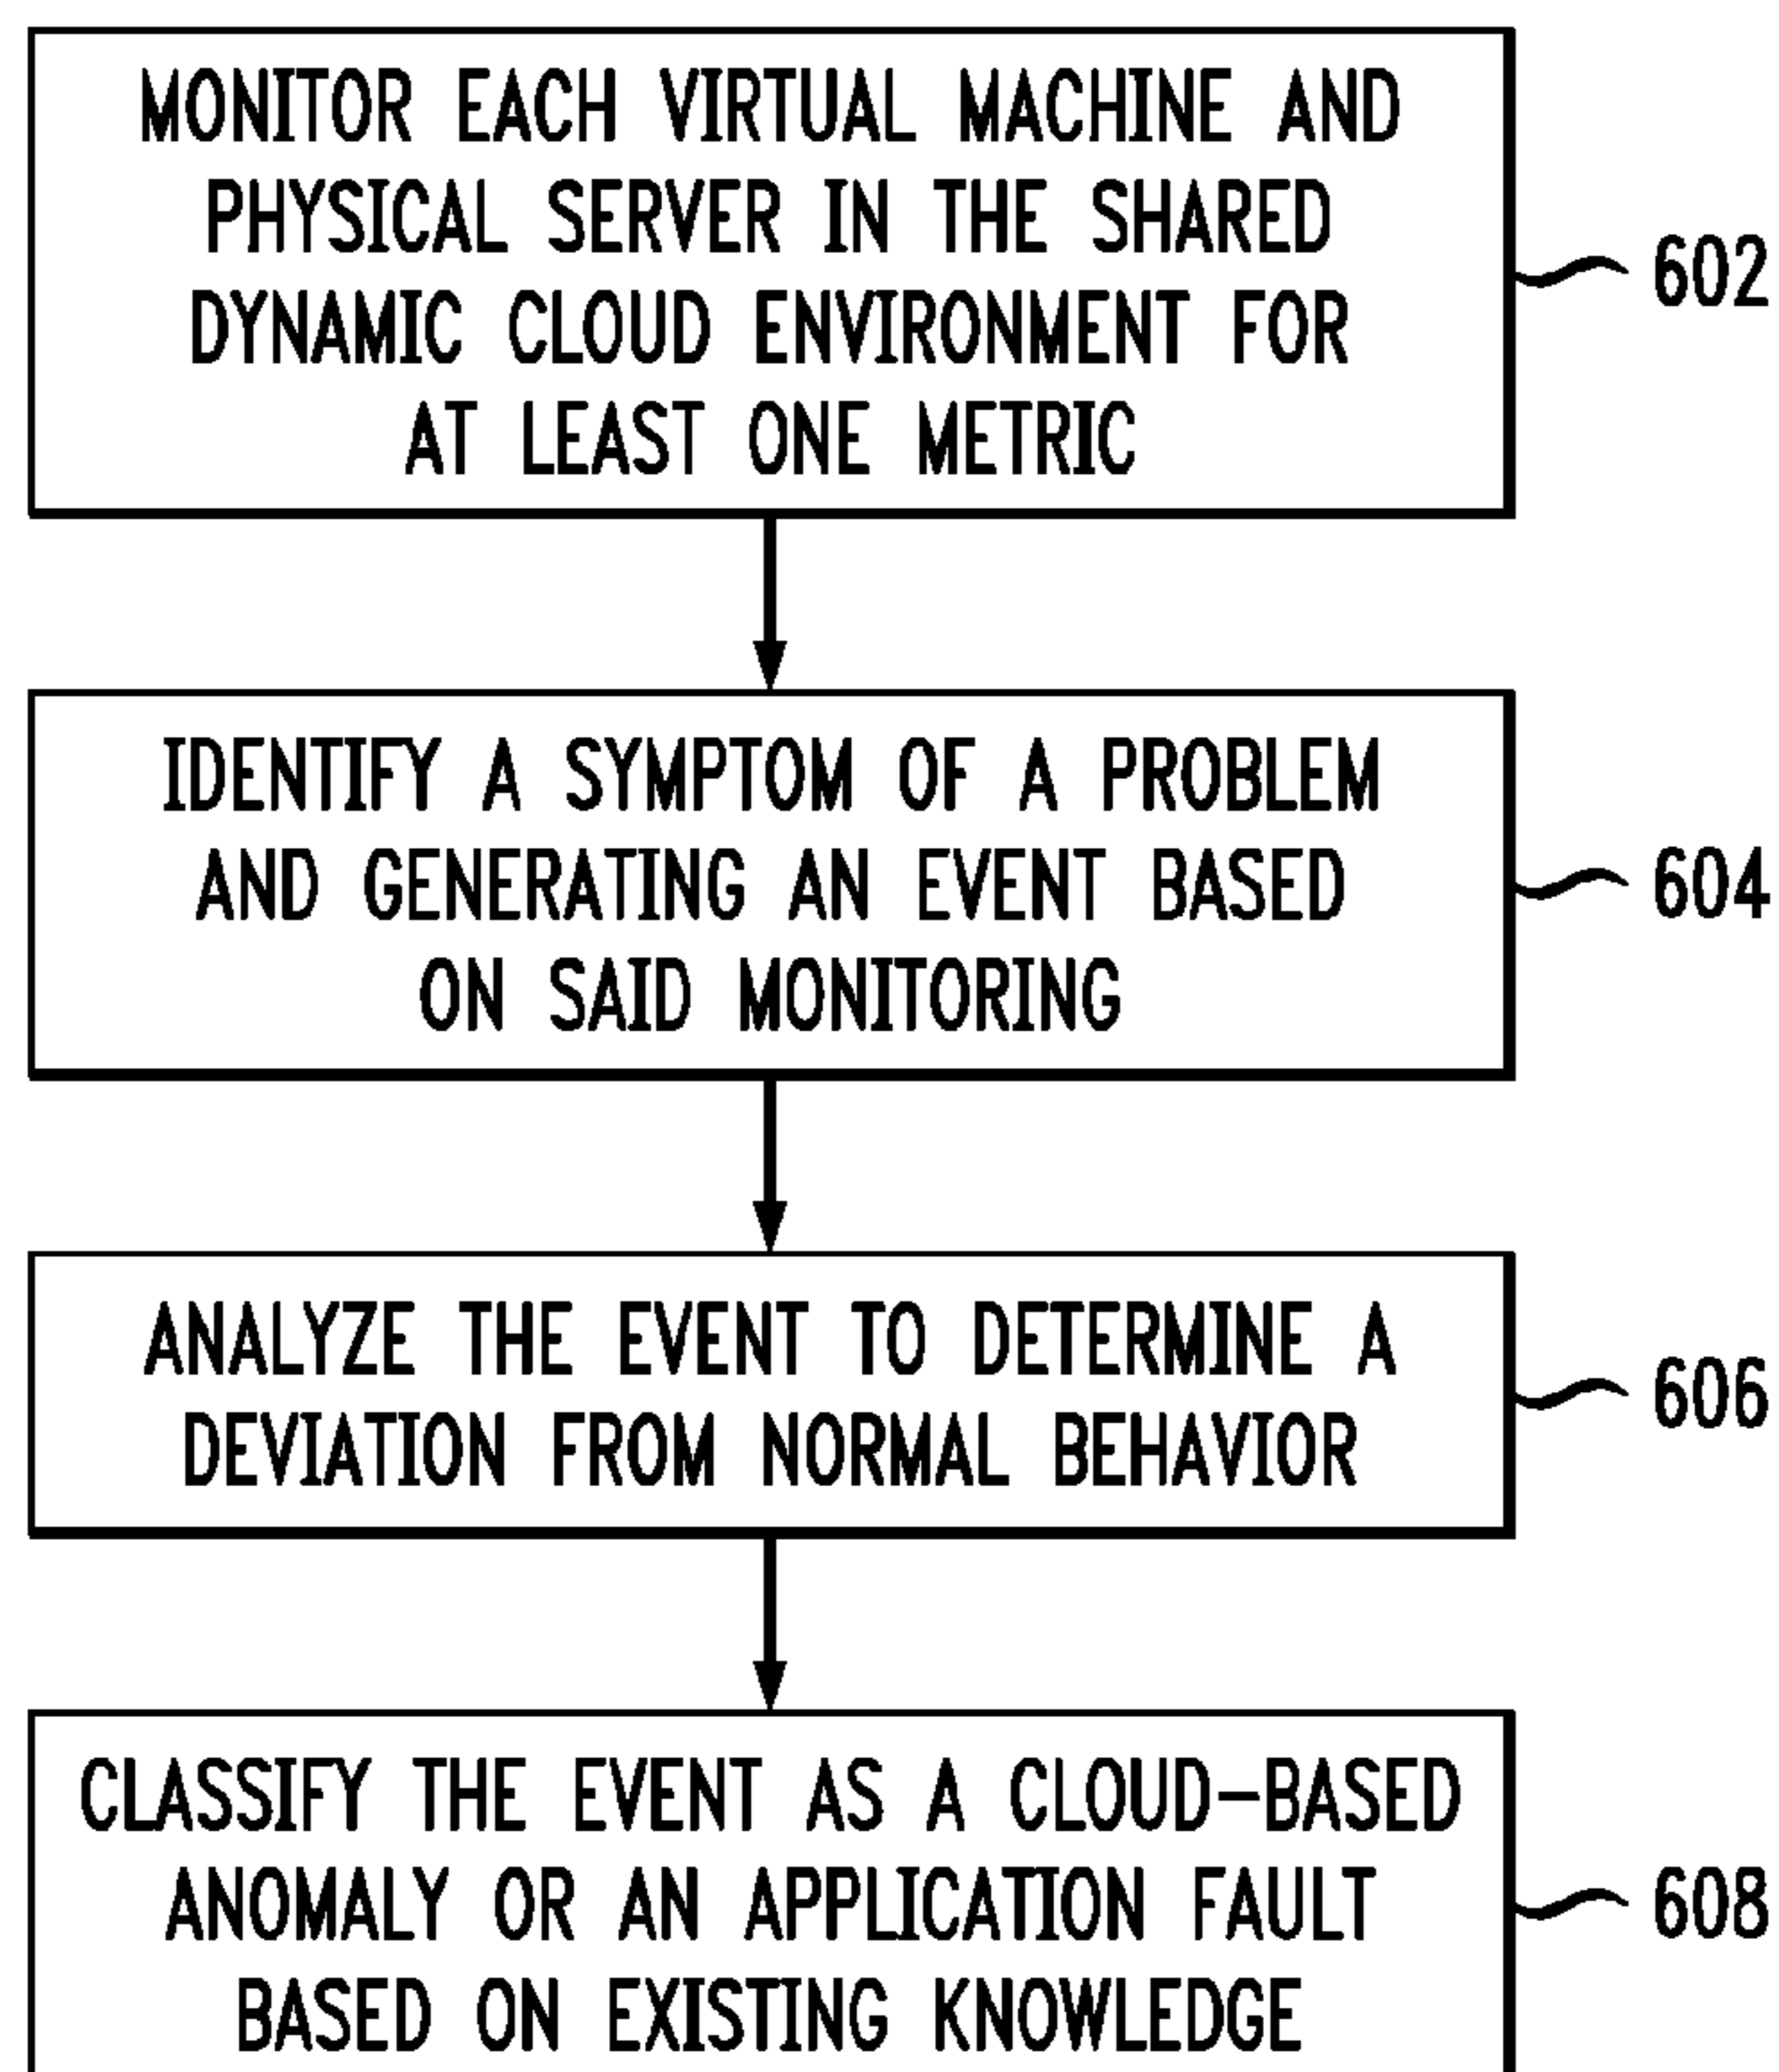 MONITOR EACH VIRTUAL MACHINE AND
PHYSICAL SERVER IN THE SHARED
DYNAMIC CLOUD ENVIRONMENT FOR
AT LEAST ONE METRIC
602
IDENTIFY A SYMPTOM OF A PROBLEM
AND GENERATING AN EVENT BASED
ON SAID MONITORING
604
ANALYZE THE EVENT TO DETERMINE A
DEVIATION FROM NORMAL BEHAVIOR
606
CLASSIFY THE EVENT AS A CLOUD-BASED
ANOMALY OR AN APPLICATION FAULT
BASED ON EXISTING KNOWLEDGE
608